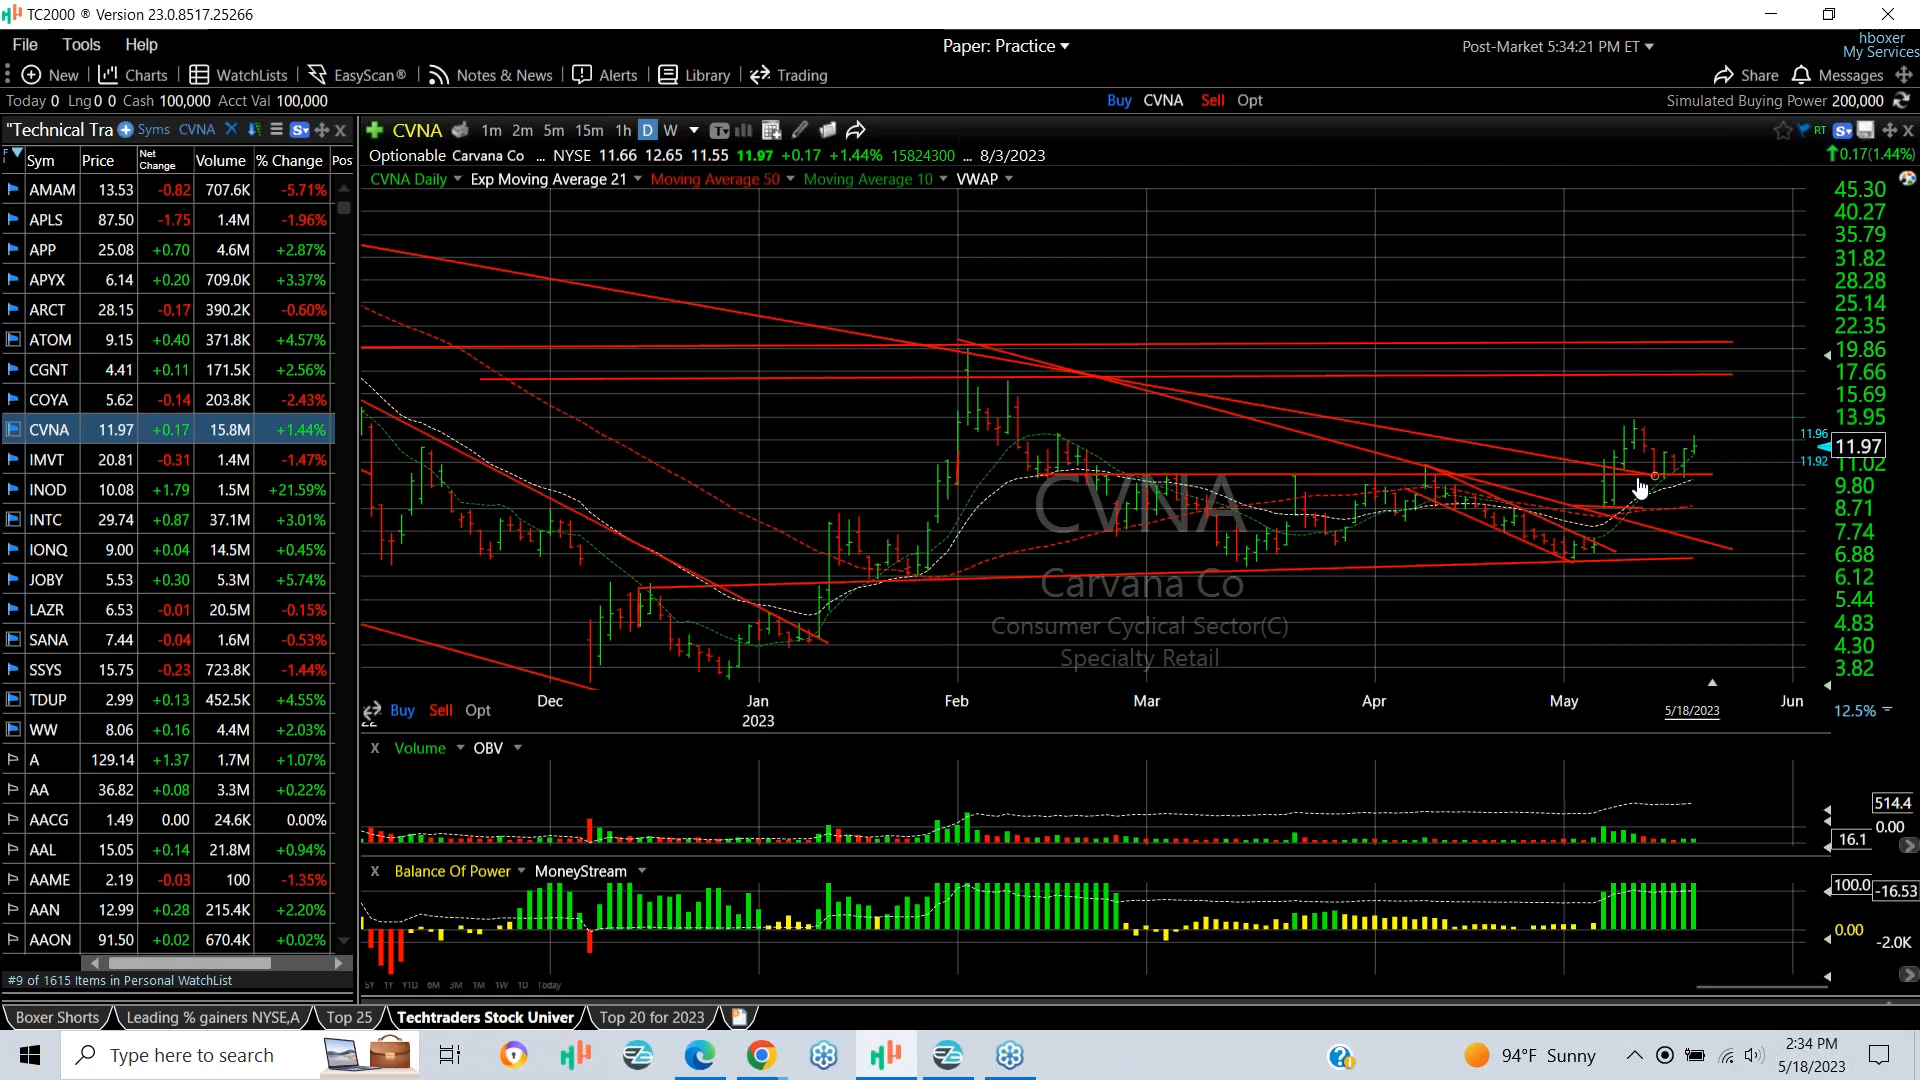 TC2000 ® Version 23.0.8517.25266
File Tools Help
Paper: Practice
Post-Market 5:34:21 PM ET
hboxer
My Services
New Charts WatchLists EasyScan® Notes & News Alerts Library Trading
Share Messages
Today 0 Lng 0 0 Cash 100,000 Acct Val 100,000
Buy CVNA Sell Opt
Simulated Buying Power 200,000
"Technical Tra Syms CVNA
CVNA 1m 2m 5m 15m 1h D W
RT
Optionable Carvana Co ... NYSE 11.66 12.65 11.55 11.97 +0.17 +1.44% 15824300 ... 8/3/2023
0.17(1.44%)
CVNA Daily Exp Moving Average 21 Moving Average 50 Moving Average 10 VWAP
Sym Price Net Change Volume % Change Pos
AMAM 13.53 -0.82 707.6K -5.71%
APLS 87.50 -1.75 1.4M -1.96%
APP 25.08 +0.70 4.6M +2.87%
APYX 6.14 +0.20 709.0K +3.37%
ARCT 28.15 -0.17 390.2K -0.60%
ATOM 9.15 +0.40 371.8K +4.57%
CGNT 4.41 +0.11 171.5K +2.56%
COYA 5.62 -0.14 203.8K -2.43%
CVNA 11.97 +0.17 15.8M +1.44%
IMVT 20.81 -0.31 1.4M -1.47%
INOD 10.08 +1.79 1.5M +21.59%
INTC 29.74 +0.87 37.1M +3.01%
IONQ 9.00 +0.04 14.5M +0.45%
JOBY 5.53 +0.30 5.3M +5.74%
LAZR 6.53 -0.01 20.5M -0.15%
SANA 7.44 -0.04 1.6M -0.53%
SSYS 15.75 -0.23 723.8K -1.44%
TDUP 2.99 +0.13 452.5K +4.55%
WW 8.06 +0.16 4.4M +2.03%
A 129.14 +1.37 1.7M +1.07%
AA 36.82 +0.08 3.3M +0.22%
AACG 1.49 0.00 24.6K 0.00%
AAL 15.05 +0.14 21.8M +0.94%
AAME 2.19 -0.03 100 -1.35%
AAN 12.99 +0.28 215.4K +2.20%
AAON 91.50 +0.02 670.4K +0.02%
#9 of 1615 Items in Personal WatchList
45.30
40.27
35.79
31.82
28.28
25.14
22.35
19.86
17.66
15.69
13.95
11.96
11.97
11.92
11.02
9.80
8.71
7.74
6.88
6.12
5.44
4.83
4.30
3.82
CVNA
Carvana Co
Consumer Cyclical Sector(C)
Specialty Retail
Buy Sell Opt
Dec Jan Feb Mar Apr May Jun
2023
5/18/2023
12.5%
X Volume OBV
514.4
0.00
16.1
X Balance Of Power MoneyStream
100.0
-16.53
0.00
-2.0K
5Y 1Y YTD 6M 3M 1M 1W 1D Today
Boxer Shorts Leading % gainers NYSE,A Top 25 Techtraders Stock Univer Top 20 for 2023
Type here to search
94°F Sunny
2:34 PM
5/18/2023